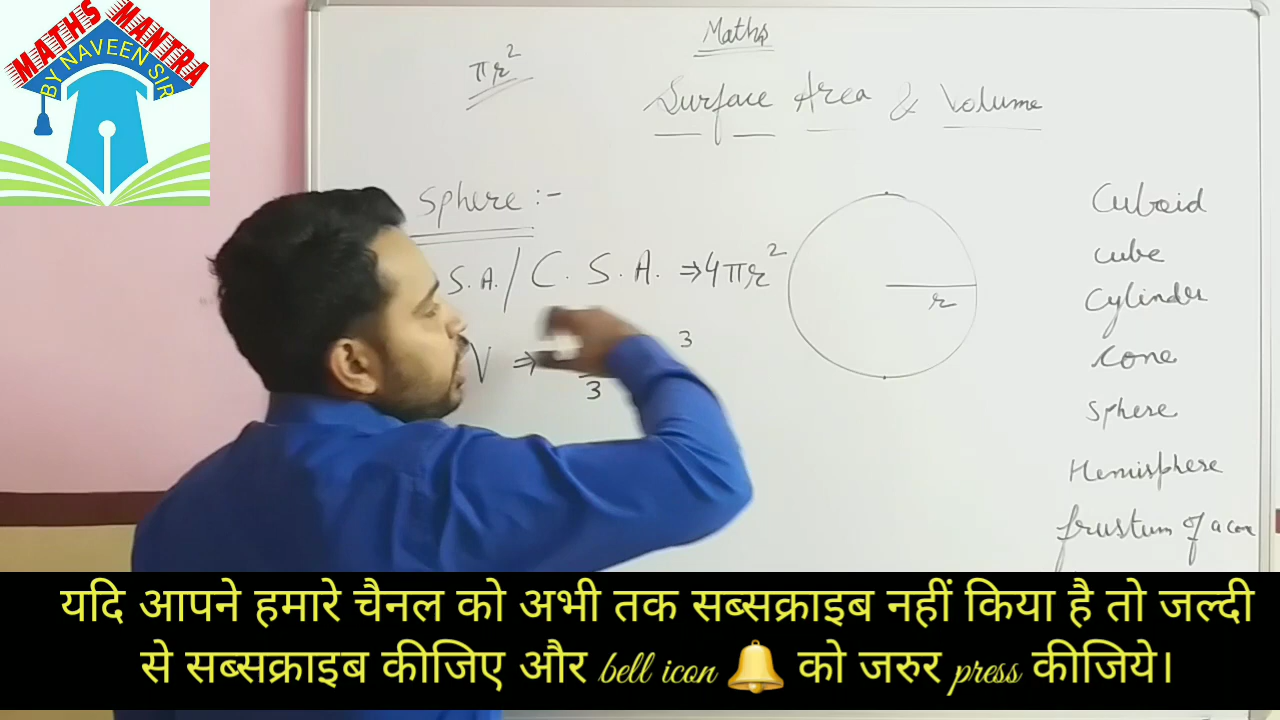 MATHS MANTRA
BY NAVEEN SIR
Maths
πr²
Surface Area & Volume
Sphere :-
S.A. / C.S.A. ⇒ 4πr²
V ⇒
3
3
r
Cuboid
Cube
Cylinder
Cone
Sphere
Hemisphere
frustum of a cone
यदि आपने हमारे चैनल को अभी तक सब्सक्राइब नहीं किया है तो जल्दी
से सब्सक्राइब कीजिए और bell icon 🔔 को जरुर press कीजिये।